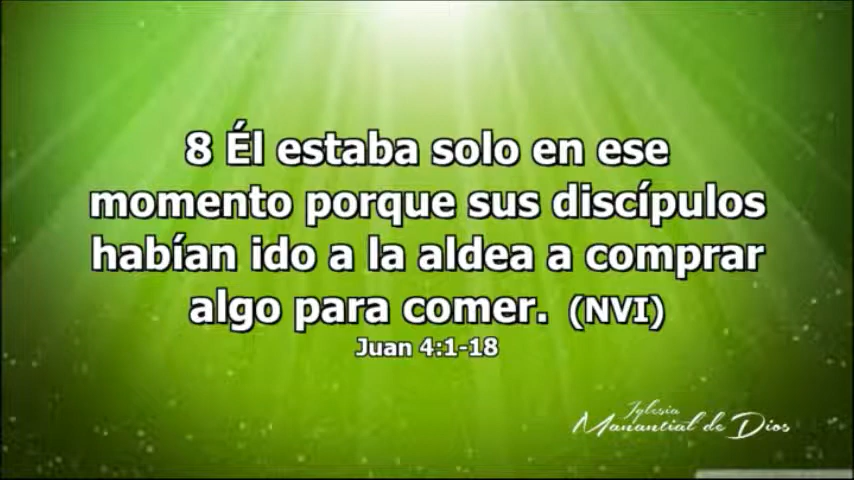 8 Él estaba solo en ese
momento porque sus discípulos
habían ido a la aldea a comprar
algo para comer. (NVI)
Juan 4:1-18
Iglesia
Manantial de Dios